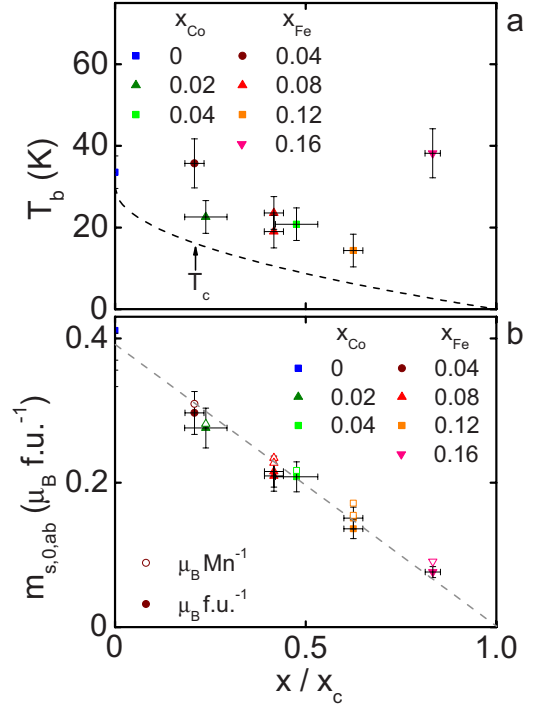 a
x_Co x_Fe
0 0.04
0.02 0.08
0.04 0.12
0.16
60
40
20
0
T_b (K)
T_c
b
x_Co x_Fe
0 0.04
0.02 0.08
0.04 0.12
0.16
0.4
0.2
0
m_s,0,ab (μ_B f.u.⁻¹)
μ_B Mn⁻¹
μ_B f.u.⁻¹
0 0.5 1.0
x / x_c